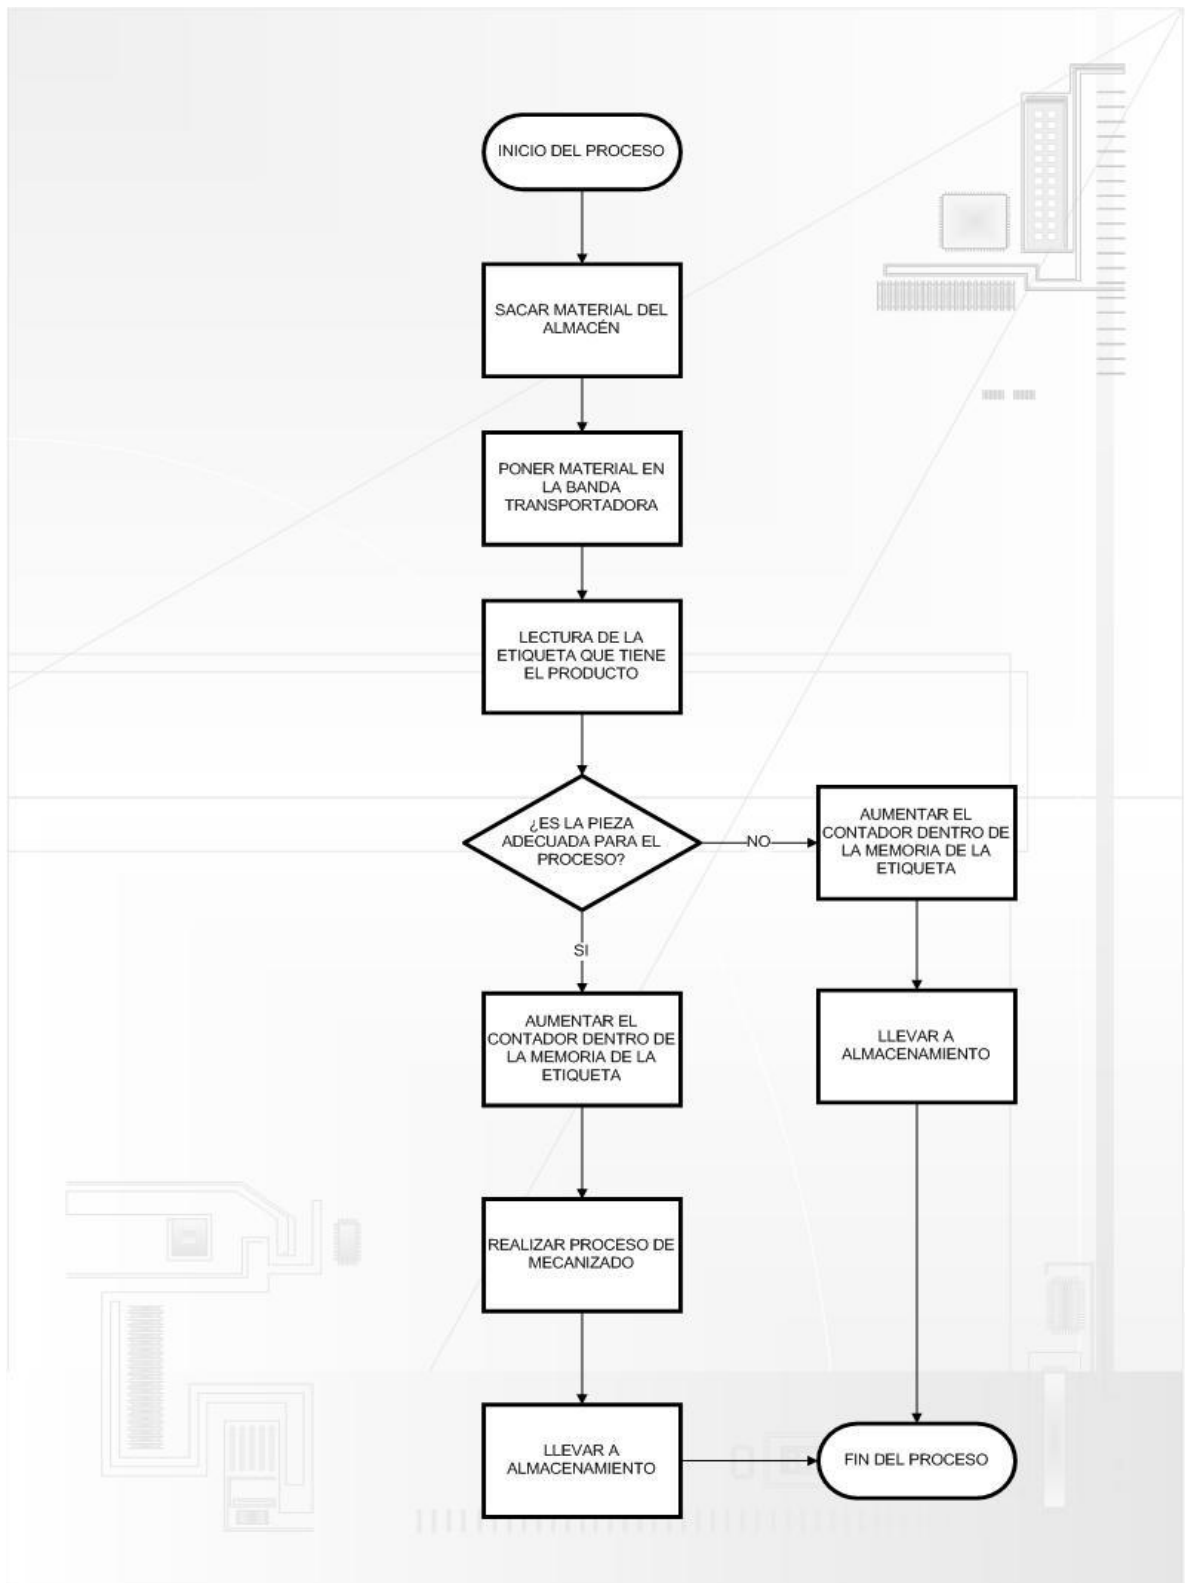 INICIO DEL PROCESO
SACAR MATERIAL DEL
ALMACÉN
PONER MATERIAL EN
LA BANDA
TRANSPORTADORA
LECTURA DE LA
ETIQUETA QUE TIENE
EL PRODUCTO
¿ES LA PIEZA
ADECUADA PARA EL
PROCESO?
NO
AUMENTAR EL
CONTADOR DENTRO DE
LA MEMORIA DE LA
ETIQUETA
LLEVAR A
ALMACENAMIENTO
SI
AUMENTAR EL
CONTADOR DENTRO DE
LA MEMORIA DE LA
ETIQUETA
REALIZAR PROCESO DE
MECANIZADO
LLEVAR A
ALMACENAMIENTO
FIN DEL PROCESO